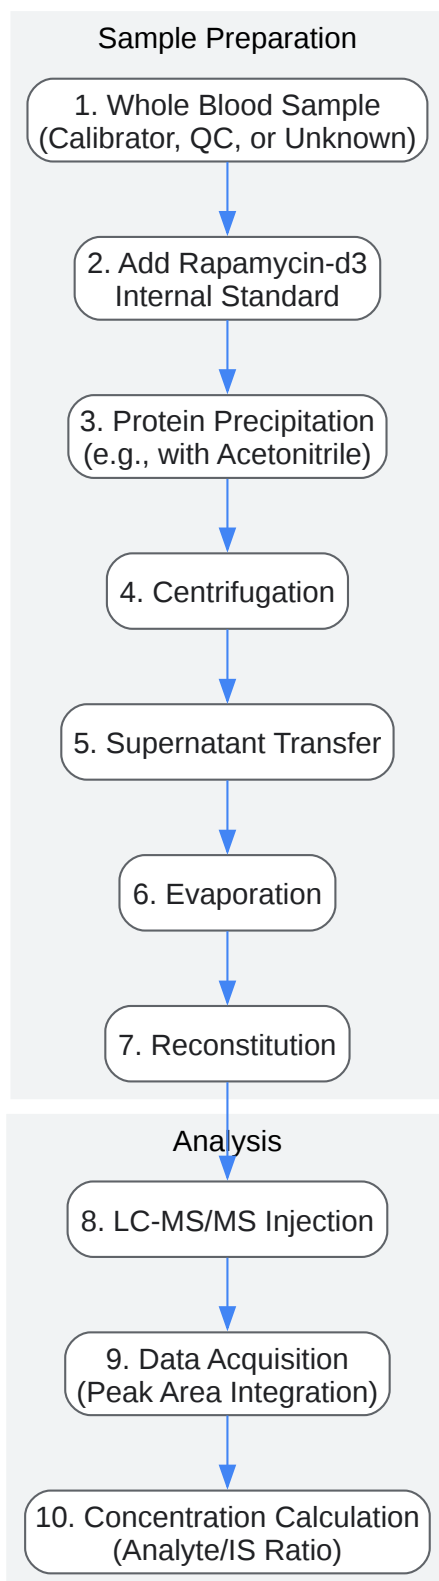 Sample Preparation
1. Whole Blood Sample
(Calibrator, QC, or Unknown)
2. Add Rapamycin-d3
Internal Standard
3. Protein Precipitation
(e.g., with Acetonitrile)
4. Centrifugation
5. Supernatant Transfer
6. Evaporation
7. Reconstitution
Analysis
8. LC-MS/MS Injection
9. Data Acquisition
(Peak Area Integration)
10. Concentration Calculation
(Analyte/IS Ratio)